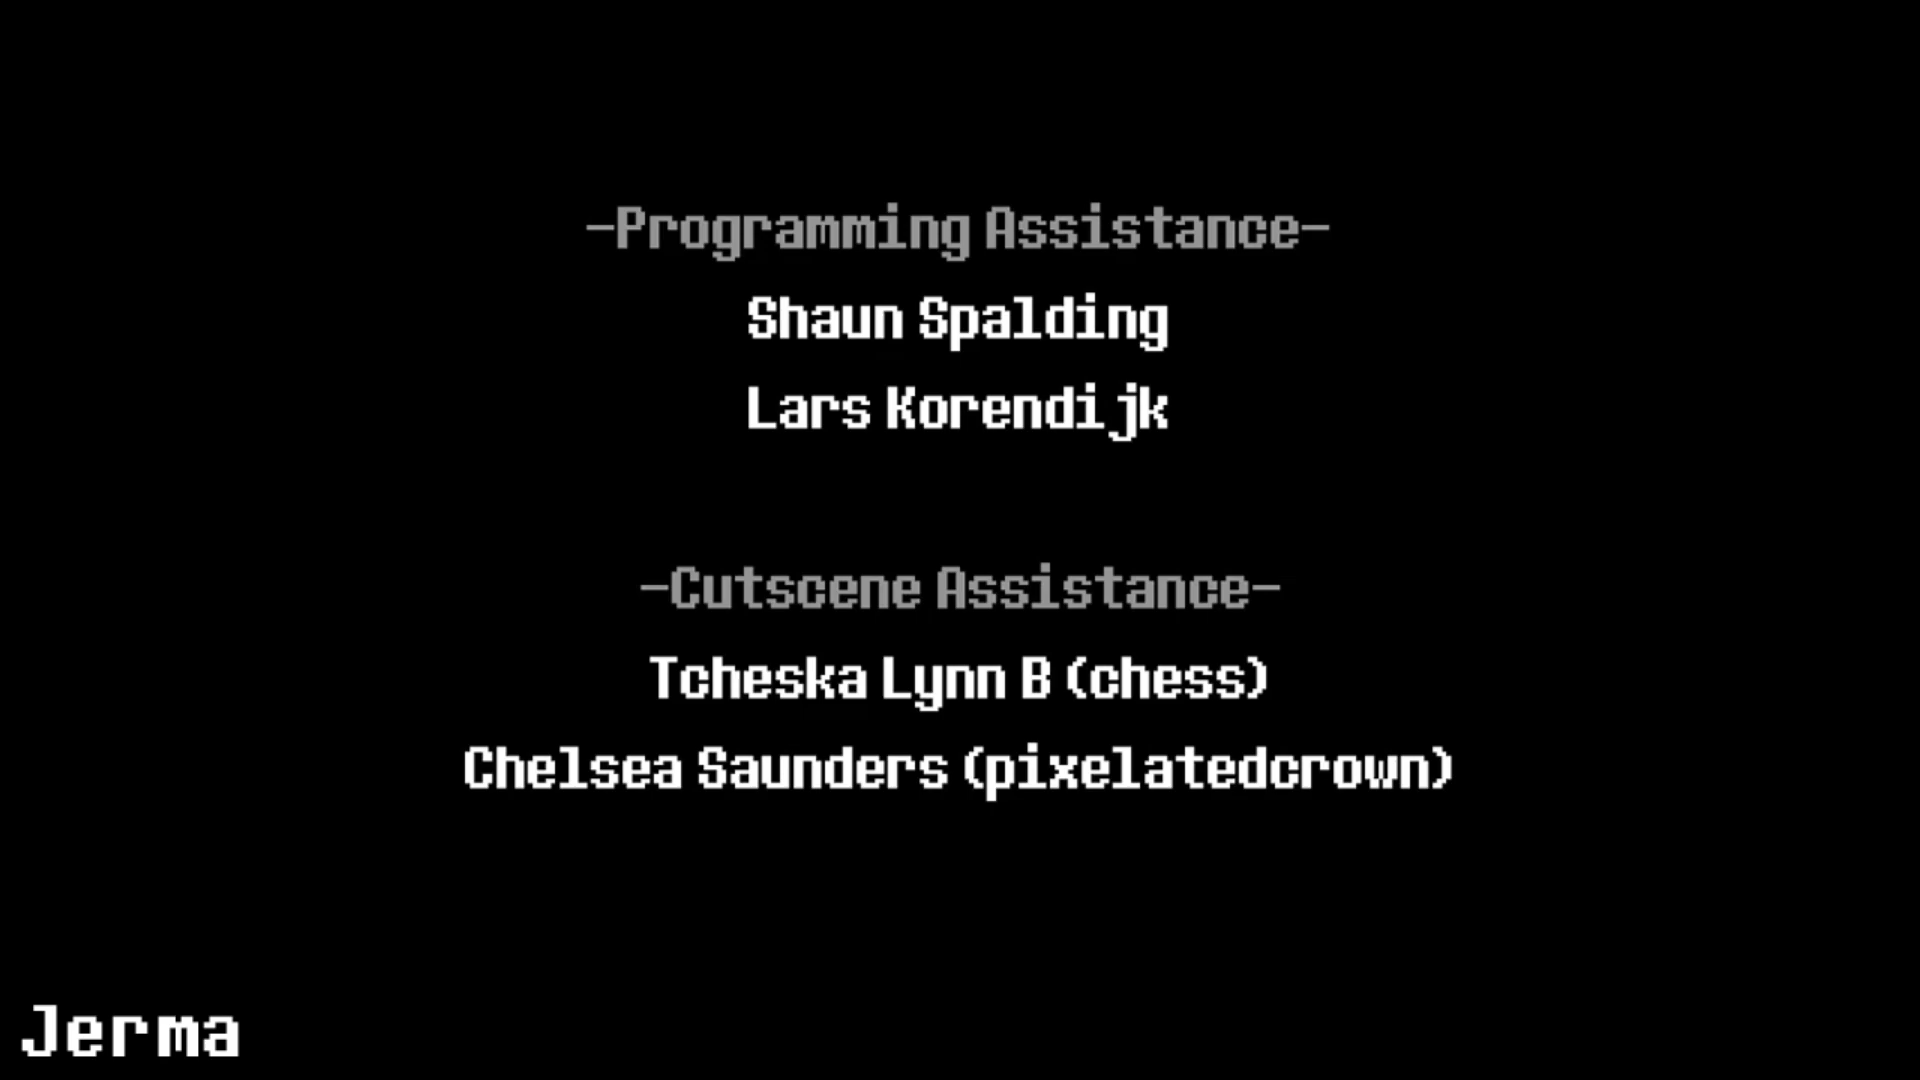 -Programming Assistance-
Shaun Spalding
Lars Korendijk
-Cutscene Assistance-
Tcheska Lynn B (chess)
Chelsea Saunders (pixelatedcrown)
Jerma